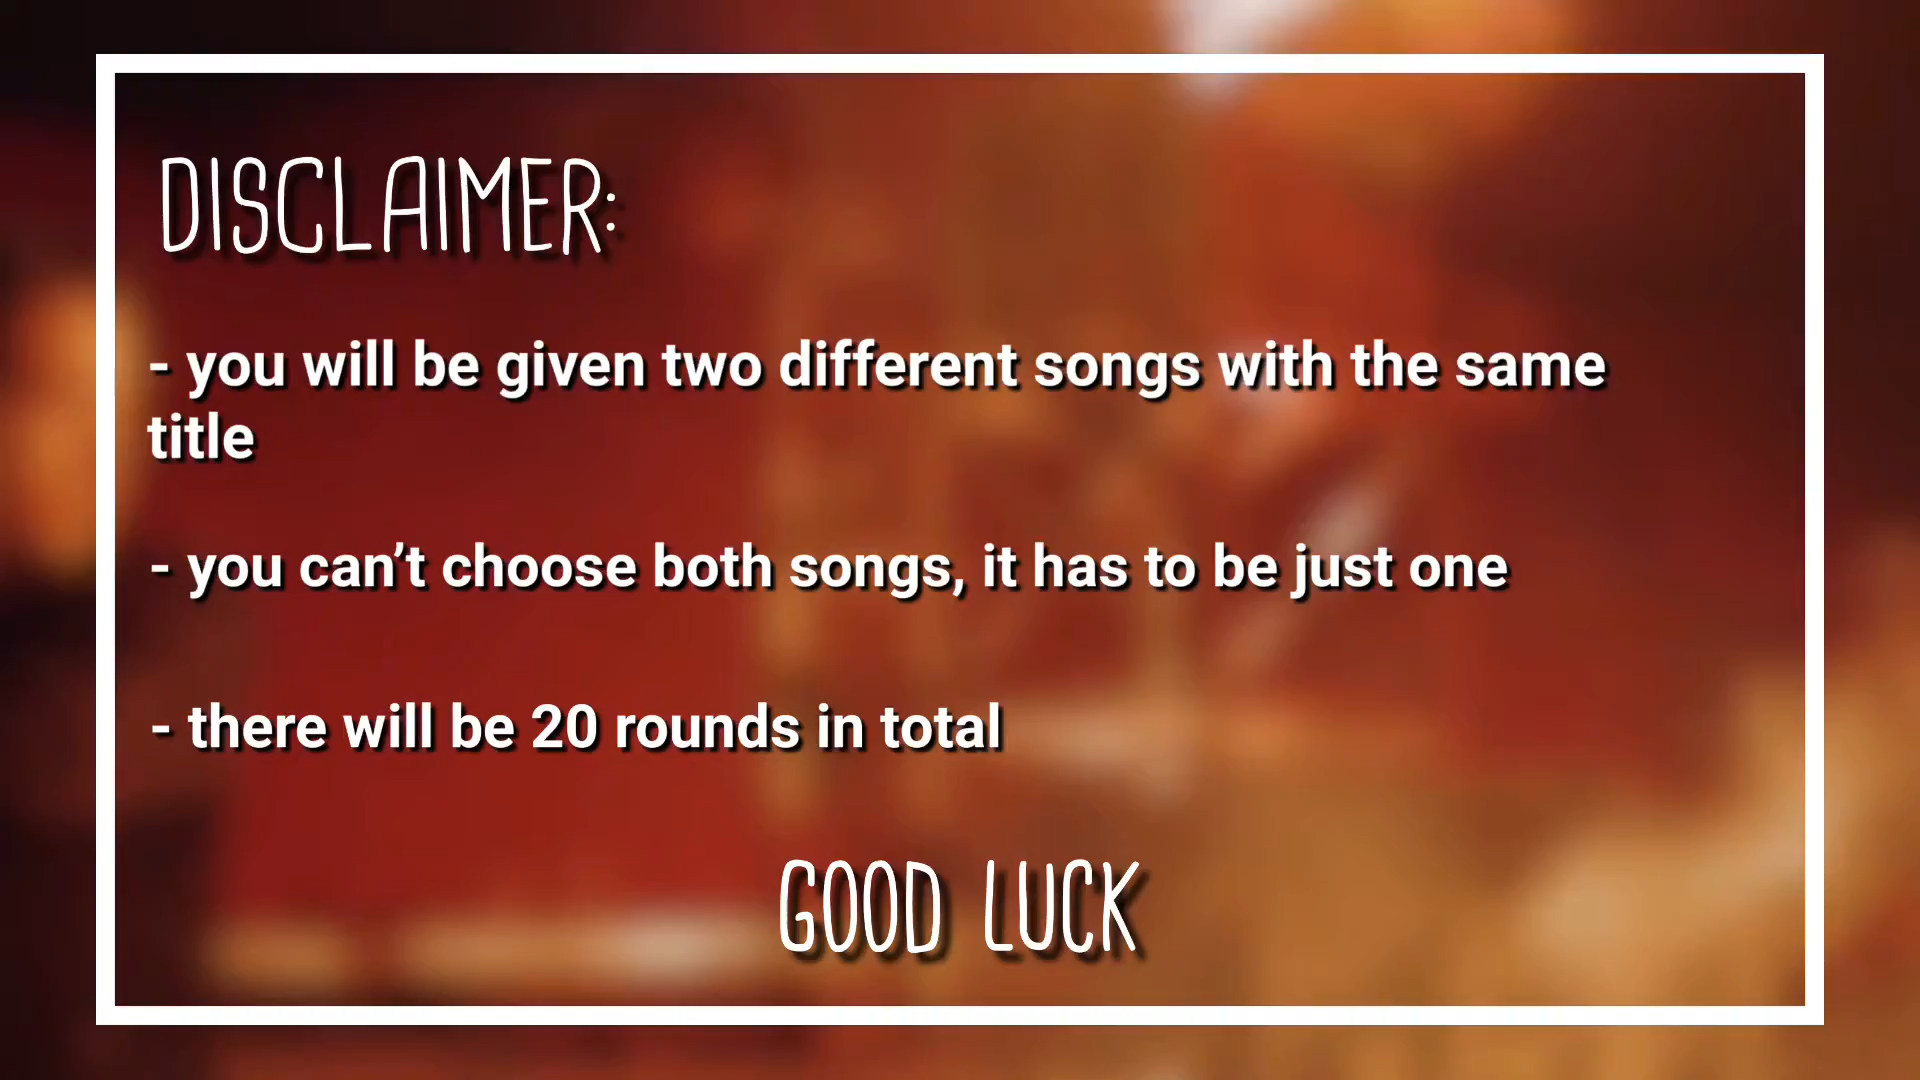 DISCLAIMER:
- you will be given two different songs with the same
title
- you can’t choose both songs, it has to be just one
- there will be 20 rounds in total
GOOD LUCK